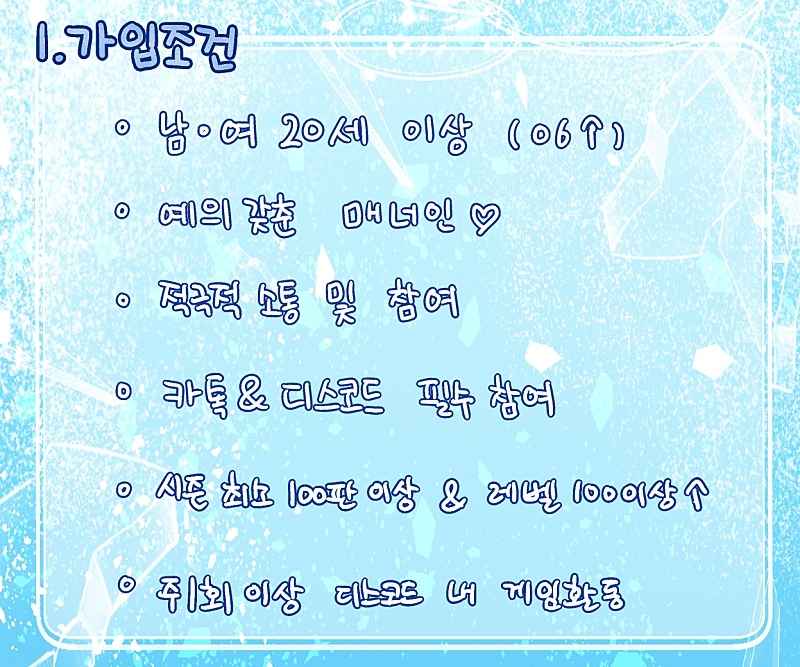 1.가입조건
◦ 남◦여 20세 이상 (06↑)
◦ 예의 갖춘 매너인♡
◦ 적극적 소통 및 참여
◦ 카톡 & 디스코드 필수 참여
◦ 시즌 최소 100판 이상 & 레벨 100이상↑
◦ 주1회 이상 디스코드 내 게임활동